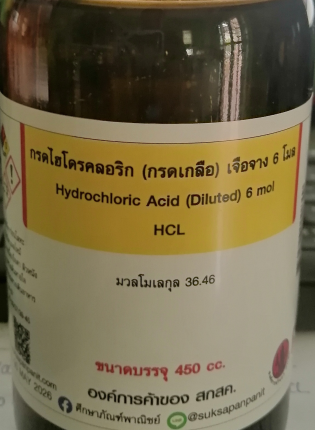 กรดไฮโดรคลอริก (กรดเกลือ) เจือจาง 6 โมล
Hydrochloric Acid (Diluted) 6 mol
HCL
มวลโมเลกุล 36.46
ขนาดบรรจุ 450 cc.
องค์การค้าของ สกสค.
ศึกษาภัณฑ์พาณิชย์ @suksapanpanit
MAY 2026